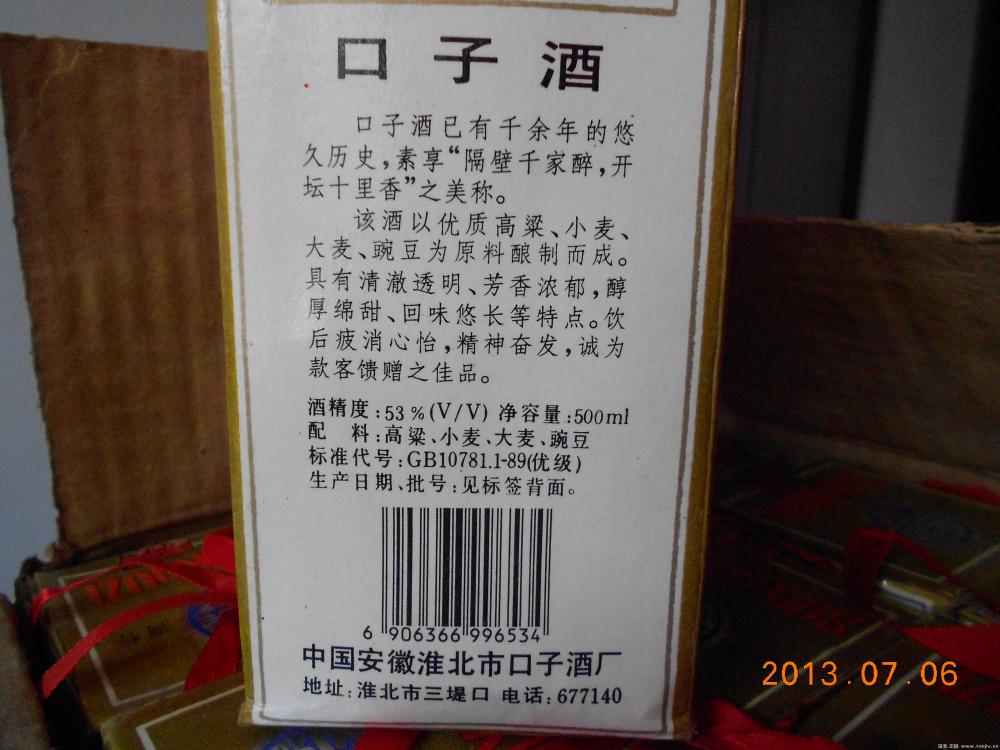 口子酒
口子酒已有千余年的悠
久历史,素享“隔壁千家醉,开
坛十里香”之美称。
该酒以优质高粱、小麦、
大麦、豌豆为原料酿制而成。
具有清澈透明、芳香浓郁,醇
厚绵甜、回味悠长等特点。饮
后疲消心怡,精神奋发,诚为
款客馈赠之佳品。
酒精度:53%(V/V) 净容量:500ml
配 料:高粱、小麦、大麦、豌豆
标准代号:GB10781.1-89(优级)
生产日期、批号:见标签背面。
6 906366 996534
中国安徽淮北市口子酒厂
地址:淮北市三堤口 电话:677140
2013.07.06